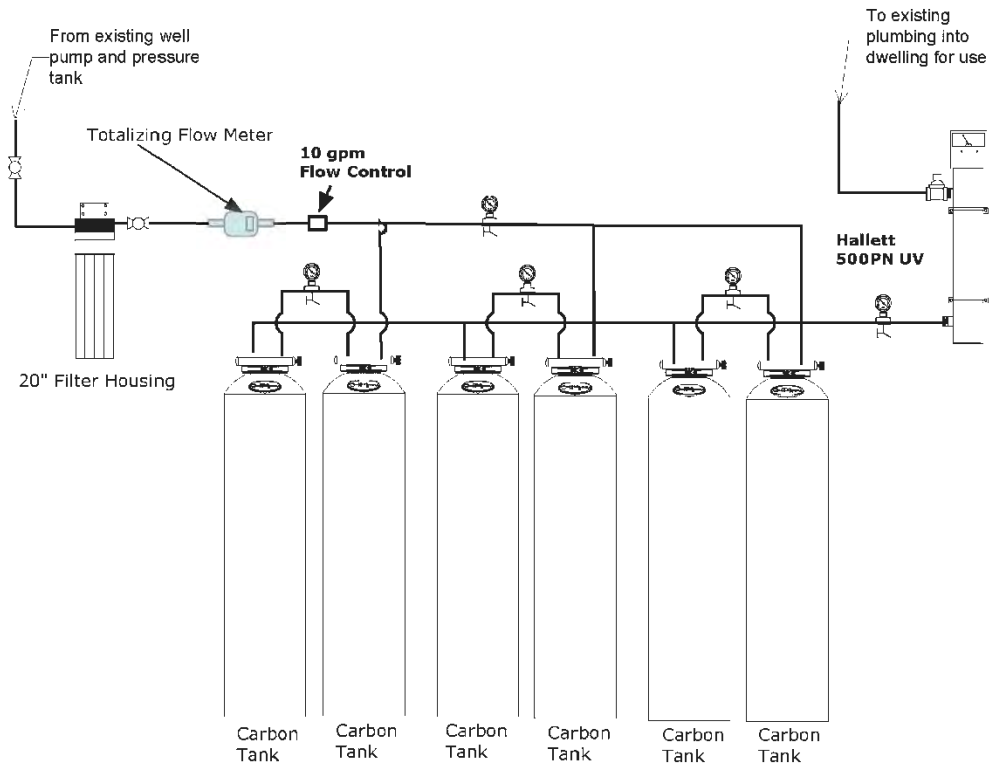 From existing well
pump and pressure
tank
To existing
plumbing into
dwelling for use
Totalizing Flow Meter
10 gpm
Flow Control
Hallett
500PN UV
20" Filter Housing
Carbon
Tank
Carbon
Tank
Carbon
Tank
Carbon
Tank
Carbon
Tank
Carbon
Tank